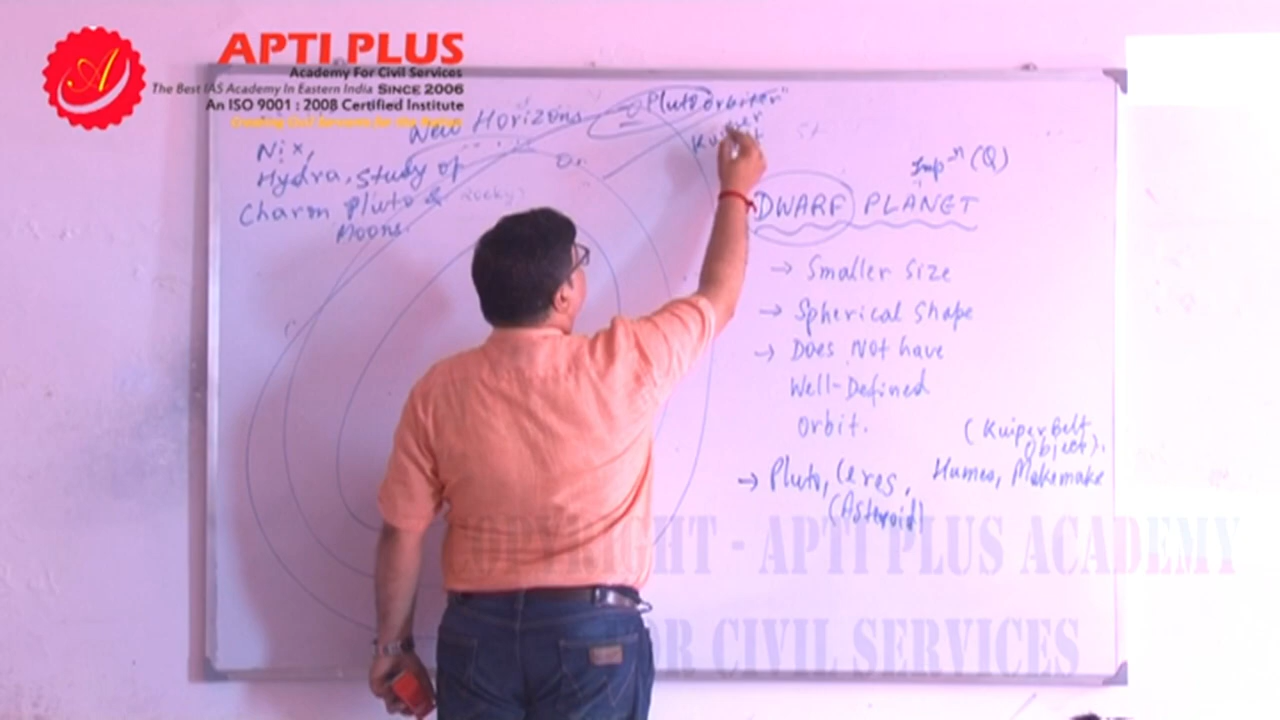 APTI PLUS
Academy For Civil Services
The Best IAS Academy In Eastern India SINCE 2006
An ISO 9001 : 2008 Certified Institute
New Horizons → "Pluto orbiter"
Nix,
Hydra, Study of
Charon Pluto &
Moons.
Rocky
Impⁿ (Q)
DWARF PLANET
→ Smaller Size
→ Spherical Shape
→ Does Not have
Well-Defined
orbit.
(Kuiper Belt
Object).
→ Pluto, Ceres, Humea, Makemake
(Asteroid)
COPYRIGHT - APTI PLUS ACADEMY
FOR CIVIL SERVICES